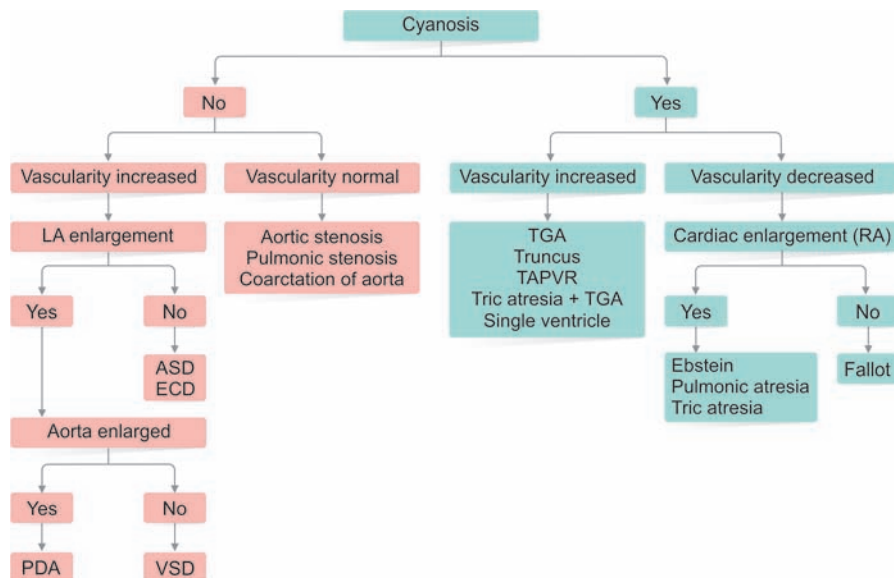 Cyanosis
No
Yes
Vascularity increased
Vascularity normal
Vascularity increased
Vascularity decreased
LA enlargement
Aortic stenosis
Pulmonic stenosis
Coarctation of aorta
TGA
Truncus
TAPVR
Tric atresia + TGA
Single ventricle
Cardiac enlargement (RA)
Yes
No
Yes
No
ASD
ECD
Ebstein
Pulmonic atresia
Tric atresia
Fallot
Aorta enlarged
Yes
No
PDA
VSD